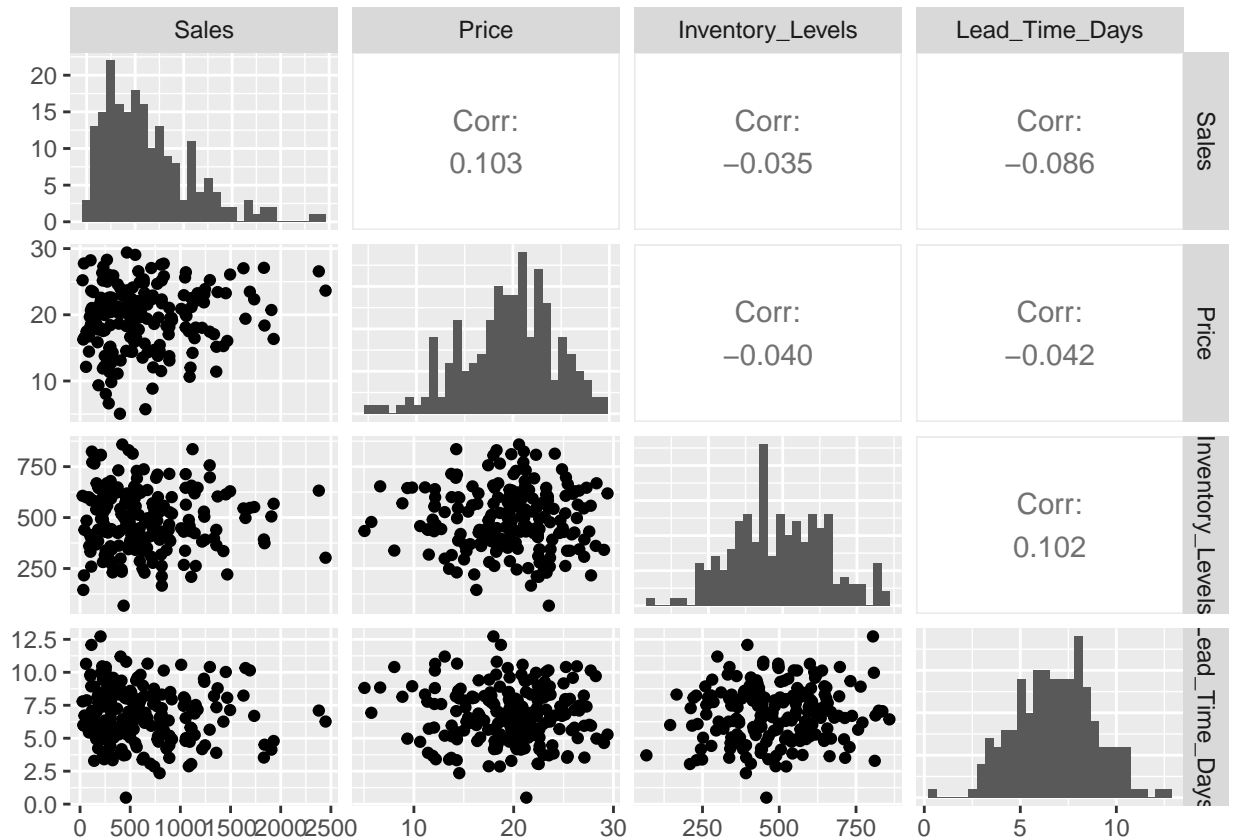 Sales Price Inventory_Levels Lead_Time_Days
20
15
10
5
0
Corr:
0.103
Corr:
−0.035
Corr:
−0.086
Sales
30
20
10
Corr:
−0.040
Corr:
−0.042
Price
750
500
250
Corr:
0.102
Inventory_Levels
12.5
10.0
7.5
5.0
2.5
0.0
Lead_Time_Days
0 500 1000 1500 2000 2500 10 20 30 250 500 750 0 5 10